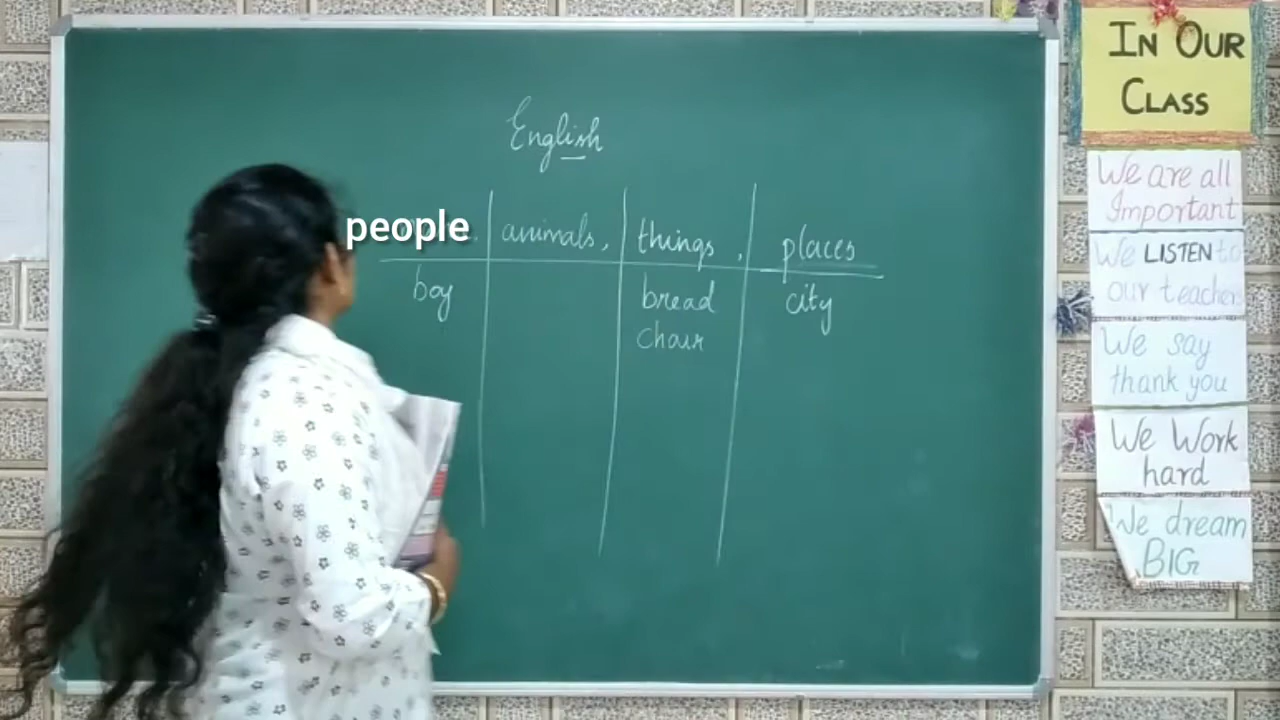 English
people animals, things, places
boy bread city
Chair
IN OUR
CLASS
We are all
Important
We LISTEN to
our teachers
We say
thank you
We Work
hard
We dream
BIG